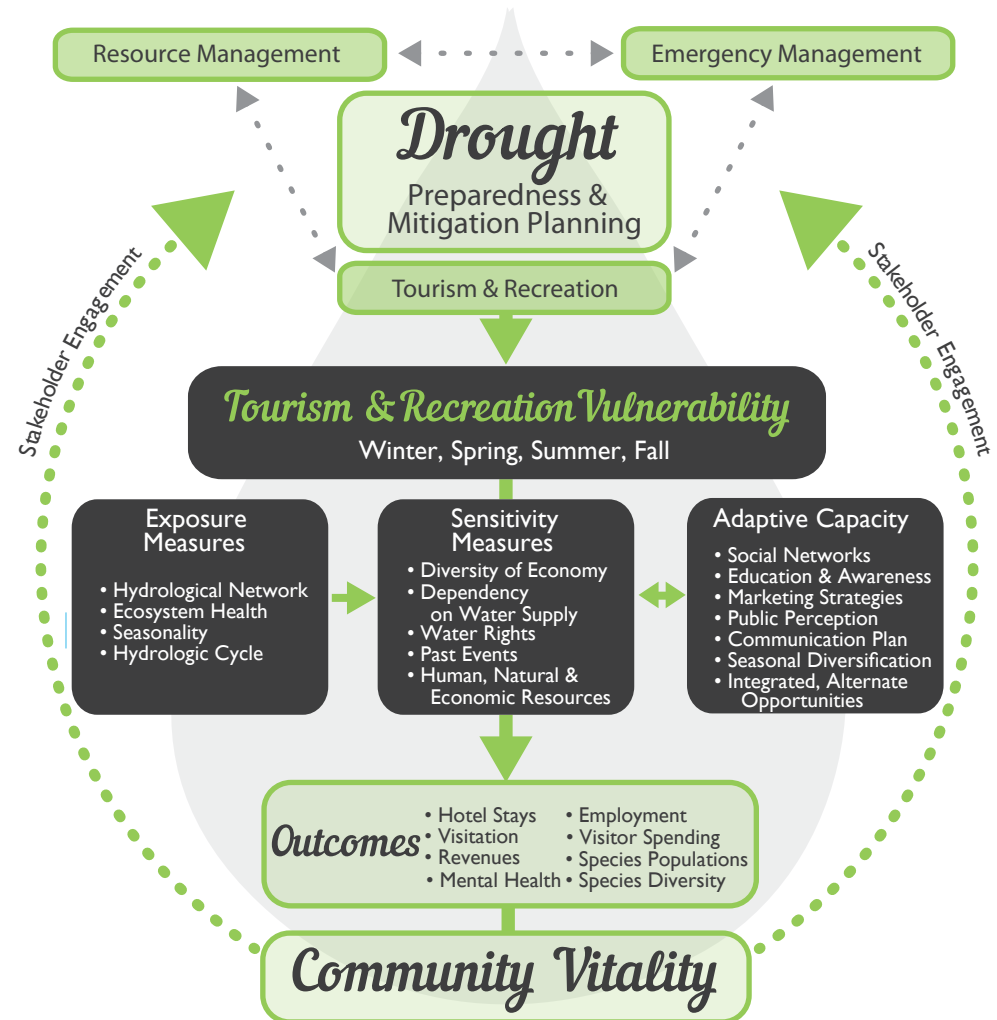 Resource Management
Emergency Management
Drought
Preparedness &
Mitigation Planning
Tourism & Recreation
Stakeholder Engagement
Stakeholder Engagement
Tourism & Recreation Vulnerability
Winter, Spring, Summer, Fall
Exposure
Measures
• Hydrological Network
• Ecosystem Health
• Seasonality
• Hydrologic Cycle
Sensitivity
Measures
• Diversity of Economy
• Dependency
on Water Supply
• Water Rights
• Past Events
• Human, Natural &
Economic Resources
Adaptive Capacity
• Social Networks
• Education & Awareness
• Marketing Strategies
• Public Perception
• Communication Plan
• Seasonal Diversification
• Integrated, Alternate
Opportunities
Outcomes
• Hotel Stays
• Visitation
• Revenues
• Mental Health
• Employment
• Visitor Spending
• Species Populations
• Species Diversity
Community Vitality